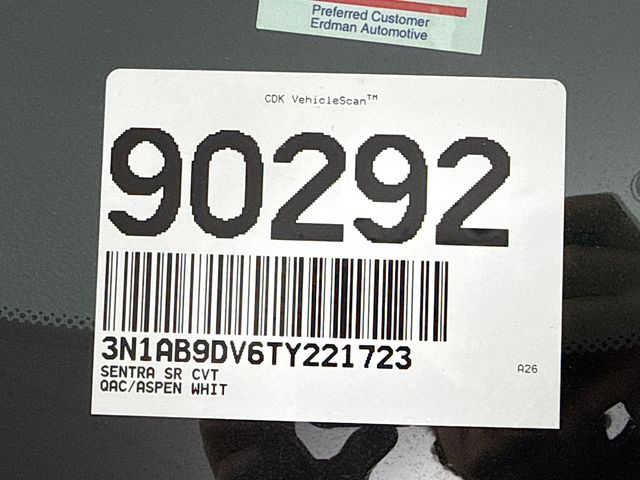 Preferred Customer
Erdman Automotive
CDK VehicleScan™
90292
3N1AB9DV6TY221723
SENTRA SR CVT
QAC/ASPEN WHIT
A26